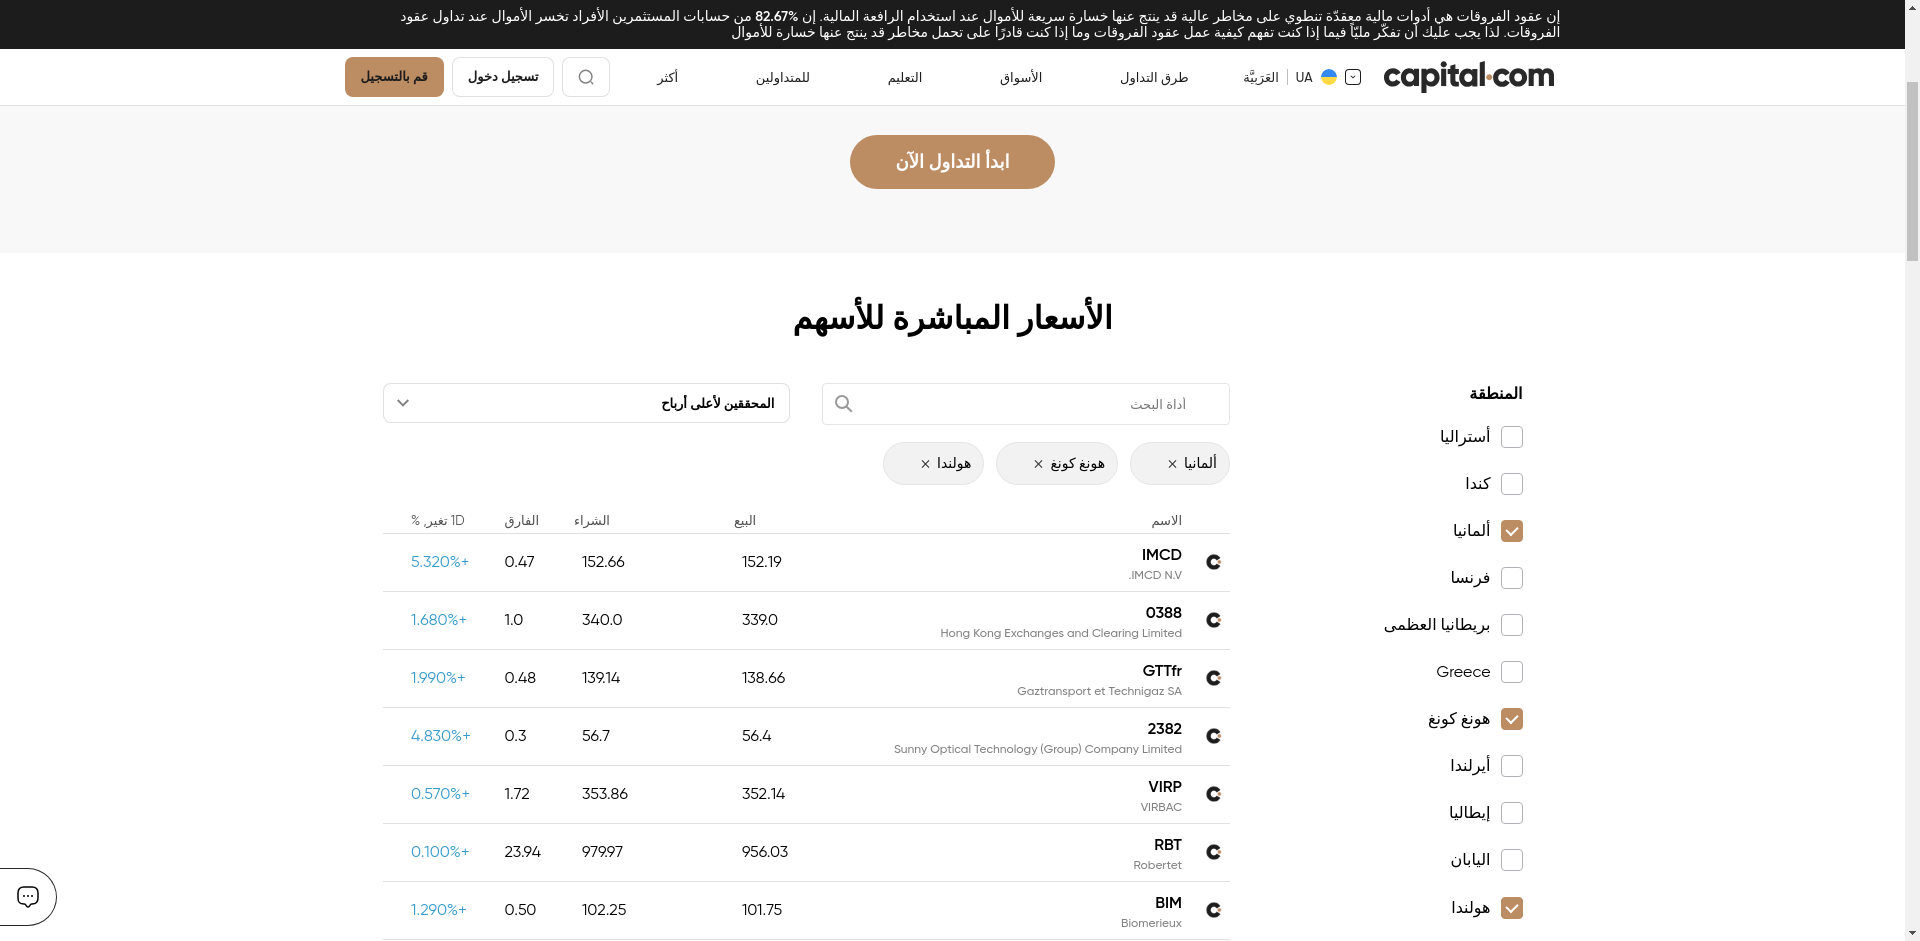 إن عقود الفروقات هي أدوات مالية معقدّة تنطوي على مخاطر عالية قد ينتج عنها خسارة سريعة للأموال عند استخدام الرافعة المالية. إن 82.67% من حسابات المستثمرين الأفراد تخسر الأموال عند تداول عقود
الفروقات. لذا يجب عليك أن تفكّر مليّاً فيما إذا كنت تفهم كيفية عمل عقود الفروقات وما إذا كنت قادرًا على تحمل مخاطر قد ينتج عنها خسارة للأموال
capital.com
UA
العَرَبِيَّة
طرق التداول
الأسواق
التعليم
للمتداولين
أكثر
تسجيل دخول
قم بالتسجيل
ابدأ التداول الآن
الأسعار المباشرة للأسهم
المنطقة
أستراليا
كندا
ألمانيا
فرنسا
بريطانيا العظمى
Greece
هونغ كونغ
أيرلندا
إيطاليا
اليابان
هولندا
أداة البحث
المحققين لأعلى أرباح
ألمانيا ×
هونغ كونغ ×
هولندا ×
الاسم البيع الشراء الفارق 1D تغير, %
IMCD 152.19 152.66 0.47 5.320%+
.IMCD N.V
0388 339.0 340.0 1.0 1.680%+
Hong Kong Exchanges and Clearing Limited
GTTfr 138.66 139.14 0.48 1.990%+
Gaztransport et Technigaz SA
2382 56.4 56.7 0.3 4.830%+
Sunny Optical Technology (Group) Company Limited
VIRP 352.14 353.86 1.72 0.570%+
VIRBAC
RBT 956.03 979.97 23.94 0.100%+
Robertet
BIM 101.75 102.25 0.50 1.290%+
Biomerieux